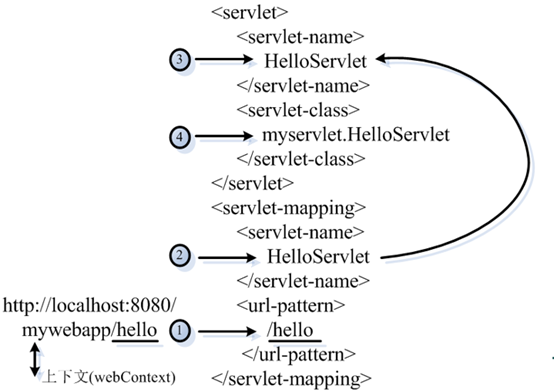 <servlet>
<servlet-name>
③ HelloServlet
</servlet-name>
<servlet-class>
④ myservlet.HelloServlet
</servlet-class>
</servlet>
<servlet-mapping>
<servlet-name>
② HelloServlet
</servlet-name>
http://localhost:8080/ <url-pattern>
mywebapp/hello ① /hello
</url-pattern>
上下文(webContext)
</servlet-mapping>